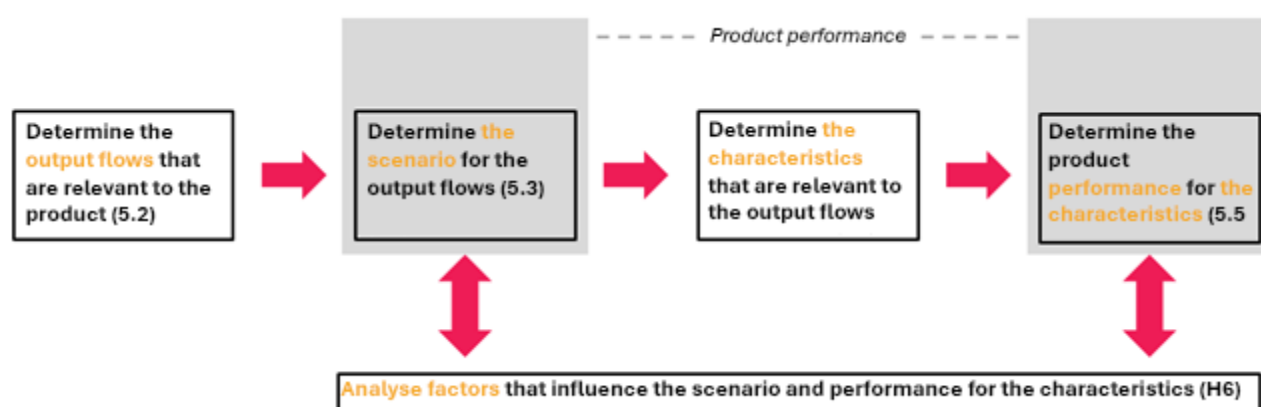 Product performance
Determine the
output flows that
are relevant to the
product (5.2)
Determine the
scenario for the
output flows (5.3)
Determine the
characteristics
that are relevant to
the output flows
Determine the
product
performance for the
characteristics (5.5
Analyse factors that influence the scenario and performance for the characteristics (H6)